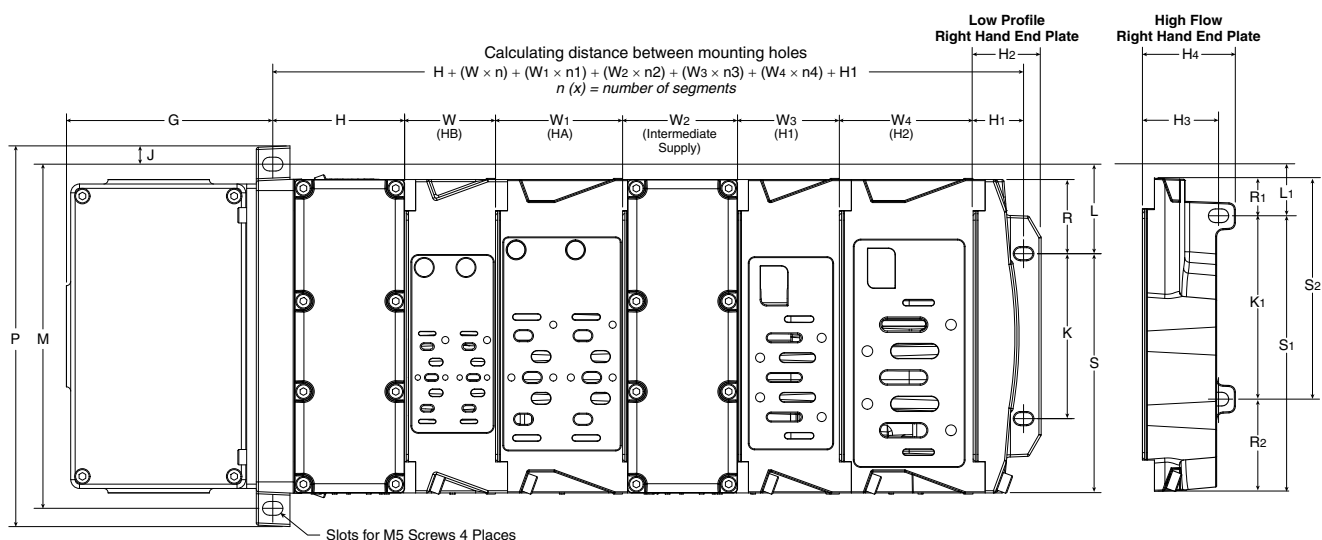 Low Profile
Right Hand End Plate
High Flow
Right Hand End Plate
Calculating distance between mounting holes
H + (W × n) + (W1 × n1) + (W2 × n2) + (W3 × n3) + (W4 × n4) + H1
n (x) = number of segments
H2
H4
G
H
W
(HB)
W1
(HA)
W2
(Intermediate
Supply)
W3
(H1)
W4
(H2)
H1
H3
J
R
L
R1
L1
P
M
K
S
K1
S1
S2
R2
Slots for M5 Screws 4 Places